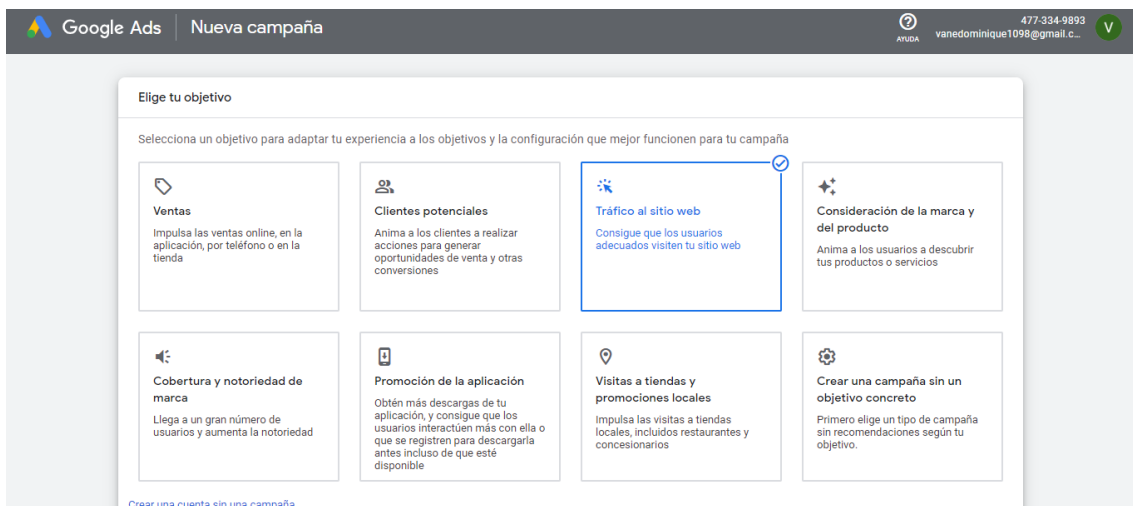 Google Ads Nueva campaña
AYUDA
477-334-9893
vanedominique1098@gmail.c...
V
Elige tu objetivo
Selecciona un objetivo para adaptar tu experiencia a los objetivos y la configuración que mejor funcionen para tu campaña
Ventas
Impulsa las ventas online, en la
aplicación, por teléfono o en la
tienda
Clientes potenciales
Anima a los clientes a realizar
acciones para generar
oportunidades de venta y otras
conversiones
Tráfico al sitio web
Consigue que los usuarios
adecuados visiten tu sitio web
Consideración de la marca y
del producto
Anima a los usuarios a descubrir
tus productos o servicios
Cobertura y notoriedad de
marca
Llega a un gran número de
usuarios y aumenta la notoriedad
Promoción de la aplicación
Obtén más descargas de tu
aplicación, y consigue que los
usuarios interactúen más con ella o
que se registren para descargarla
antes incluso de que esté
disponible
Visitas a tiendas y
promociones locales
Impulsa las visitas a tiendas
locales, incluidos restaurantes y
concesionarios
Crear una campaña sin un
objetivo concreto
Primero elige un tipo de campaña
sin recomendaciones según tu
objetivo.
Crear una cuenta sin una campaña